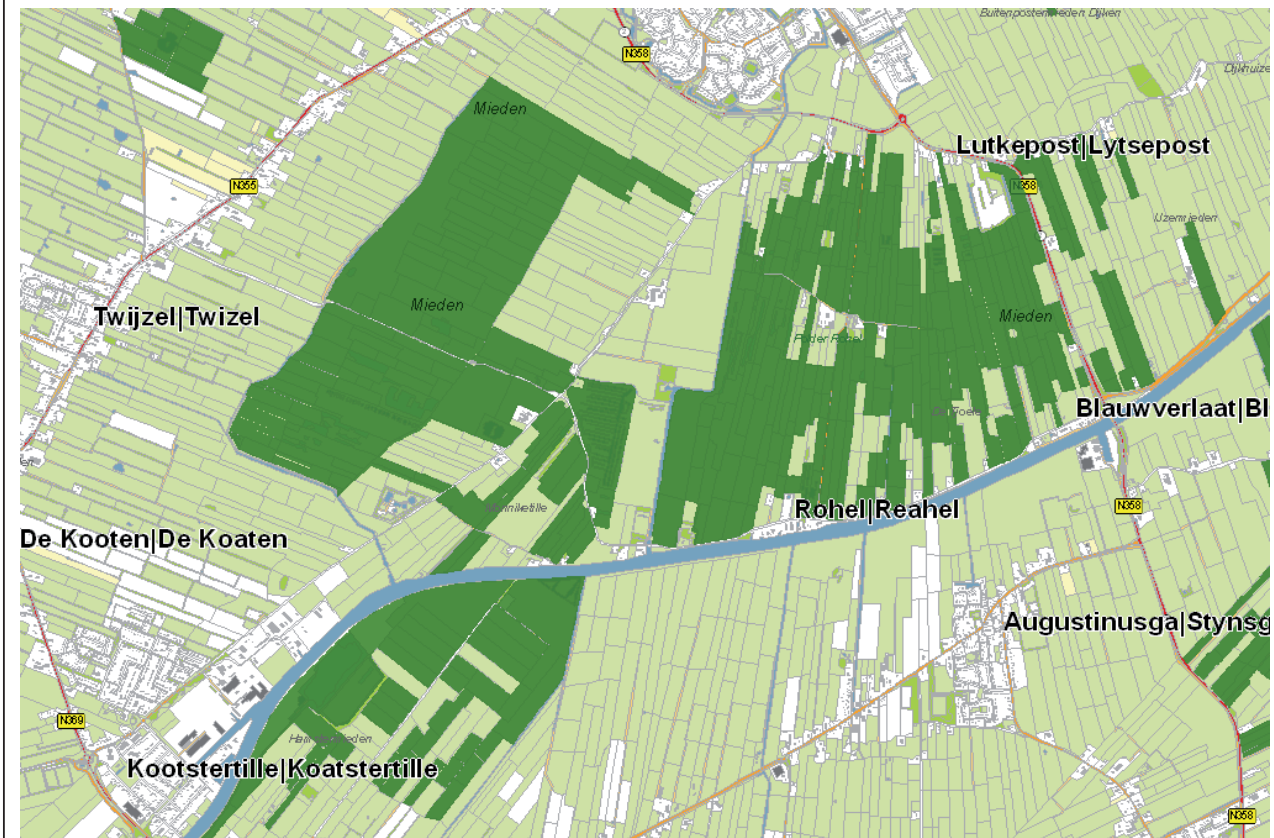 Buitenpostermieden Dijken
N358
Mieden
Lutkepost|Lytsepost
N355
N358
Mieden
Twijzel|Twizel
Mieden
Blauwverlaat|Bl
Rohel|Reahel
N358
De Kooten|De Koaten
Augustinusga|Stynsg
N369
Kootstertille|Koatstertille
N358